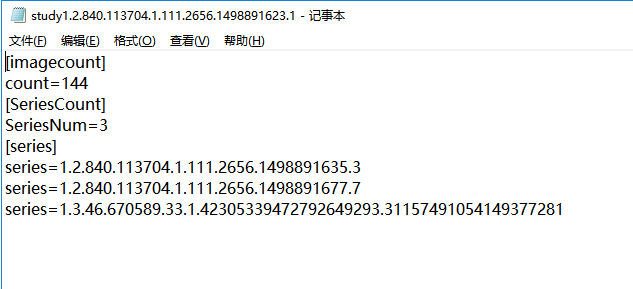 study1.2.840.113704.1.111.2656.1498891623.1 - 记事本
文件(F) 编辑(E) 格式(O) 查看(V) 帮助(H)
[imagecount]
count=144
[SeriesCount]
SeriesNum=3
[series]
series=1.2.840.113704.1.111.2656.1498891635.3
series=1.2.840.113704.1.111.2656.1498891677.7
series=1.3.46.670589.33.1.42305339472792649293.31157491054149377281